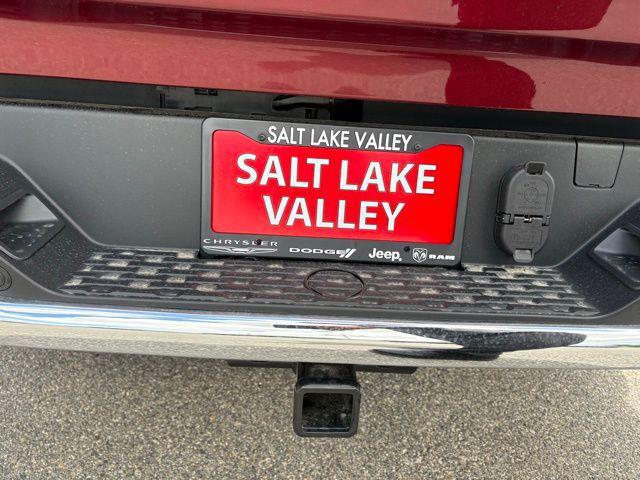 SALT LAKE VALLEY
SALT LAKE
VALLEY
CHRYSLER DODGE Jeep RAM